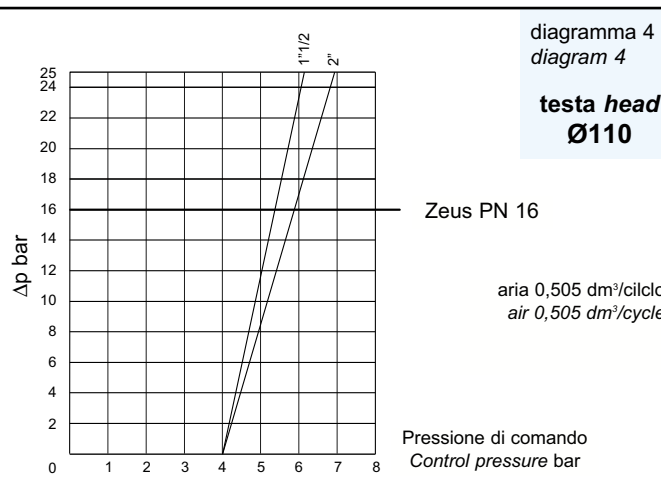 diagramma 4
diagram 4
testa head
Ø110
1"1/2
2"
25
24
22
20
18
16
14
12
10
8
6
4
2
0
Δp bar
Zeus PN 16
aria 0,505 dm³/cilclo
air 0,505 dm³/cycle
Pressione di comando
Control pressure bar
1 2 3 4 5 6 7 8